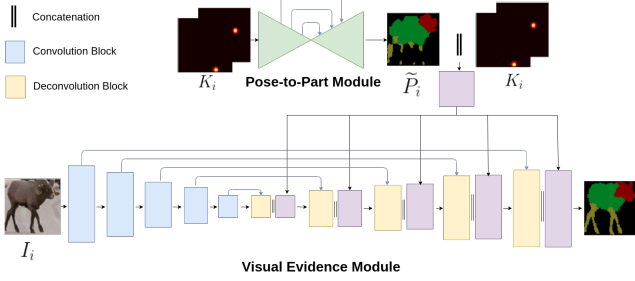 Concatenation
Convolution Block
Deconvolution Block
K_i
Pose-to-Part Module
P̃_i
K_i
I_i
Visual Evidence Module